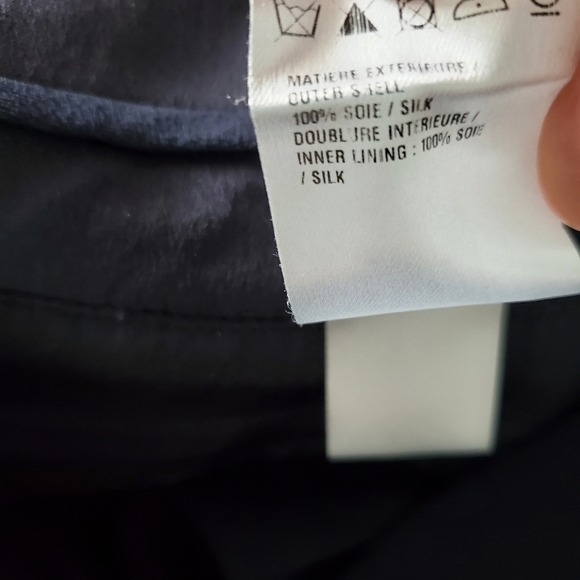 MATIERE EXTERIEURE /
OUTER SHELL
100% SOIE / SILK
DOUBLURE INTERIEURE /
INNER LINING : 100% SOIE
/ SILK